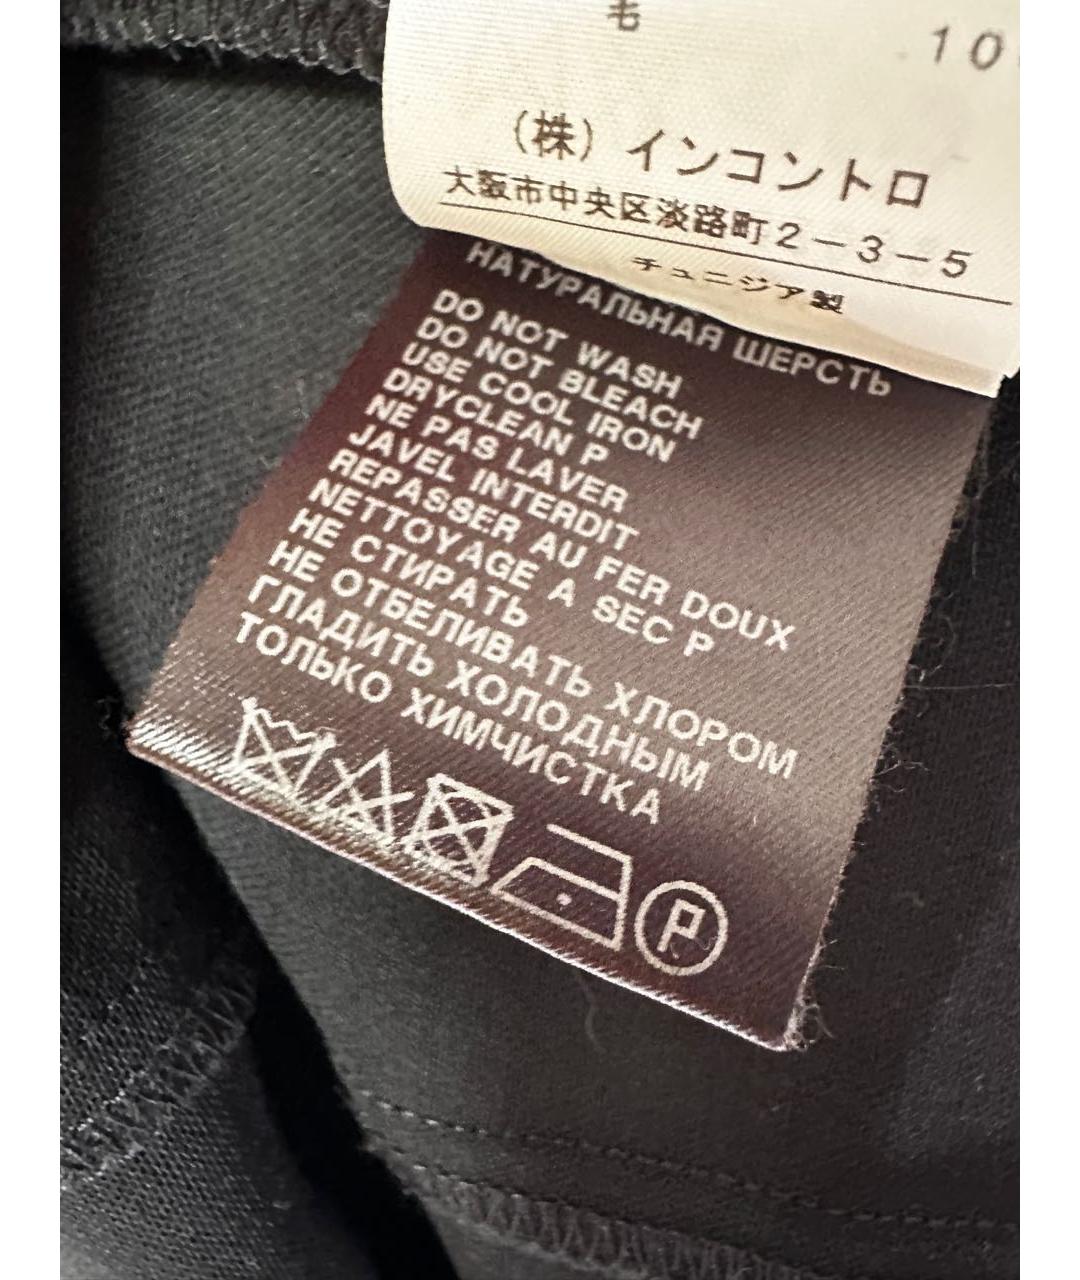 毛 10
(株) インコントロ
大阪市中央区淡路町2-3-5
チュニジア製
НАТУРАЛЬНАЯ ШЕРСТЬ
DO NOT WASH
DO NOT BLEACH
USE COOL IRON
DRYCLEAN P
NE PAS LAVER
JAVEL INTERDIT
REPASSER AU FER DOUX
NETTOYAGE A SEC P
НЕ СТИРАТЬ
НЕ ОТБЕЛИВАТЬ ХЛОРОМ
ГЛАДИТЬ ХОЛОДНЫМ
ТОЛЬКО ХИМЧИСТКА
P